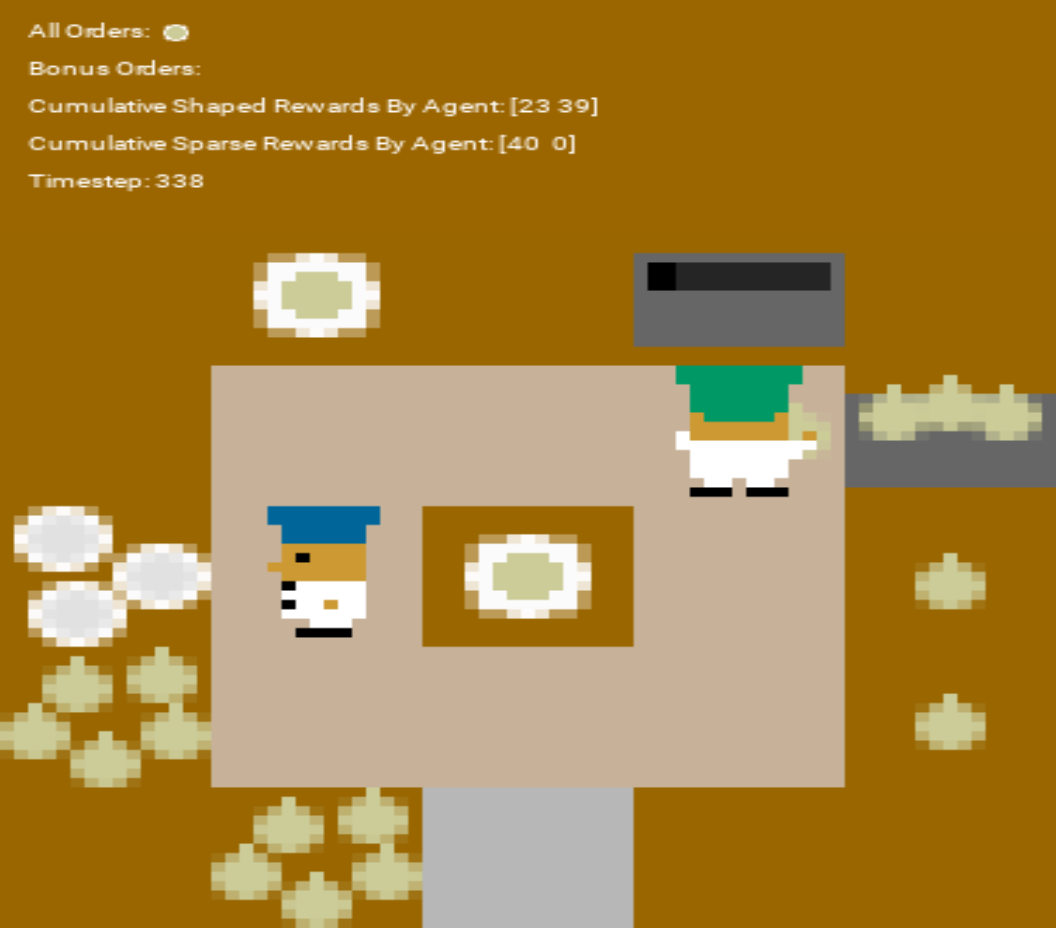 All Orders:
Bonus Orders:
Cumulative Shaped Rewards By Agent: [23 39]
Cumulative Sparse Rewards By Agent: [40  0]
Timestep: 338